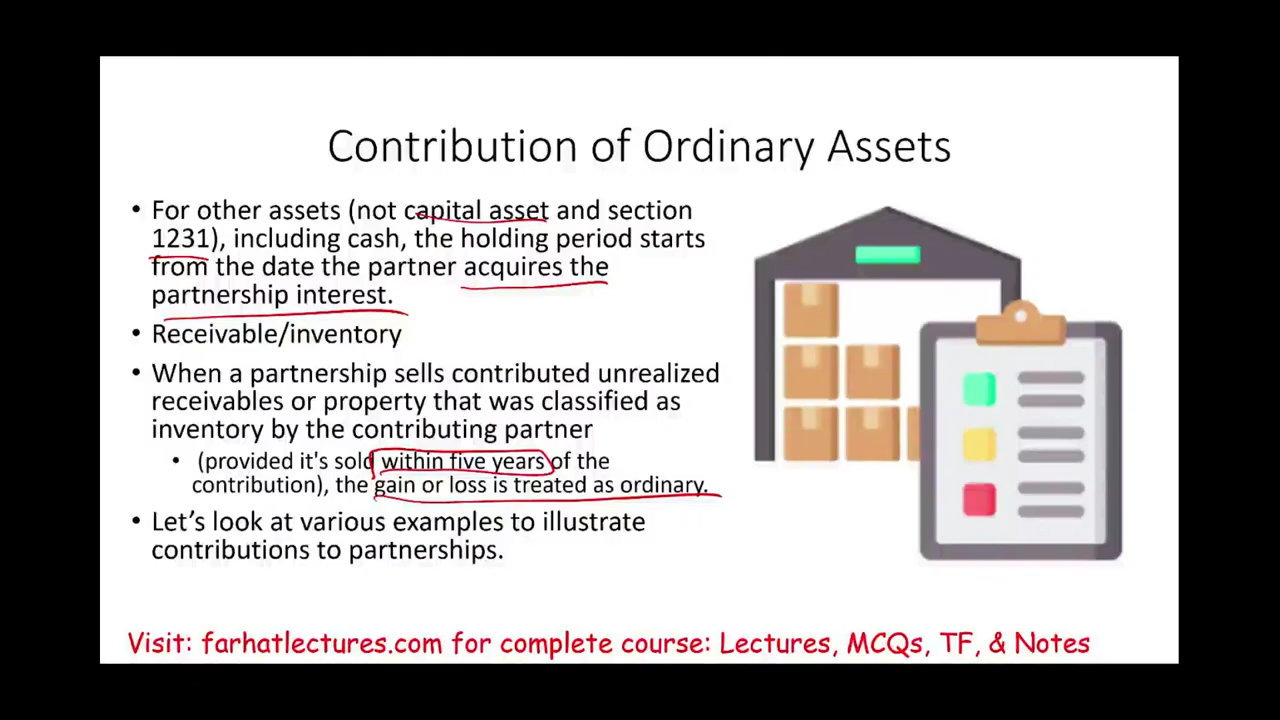 Contribution of Ordinary Assets
• For other assets (not capital asset and section
1231), including cash, the holding period starts
from the date the partner acquires the
partnership interest.
• Receivable/inventory
• When a partnership sells contributed unrealized
receivables or property that was classified as
inventory by the contributing partner
• (provided it's sold within five years of the
contribution), the gain or loss is treated as ordinary.
• Let's look at various examples to illustrate
contributions to partnerships.
Visit: farhatlectures.com for complete course: Lectures, MCQs, TF, & Notes